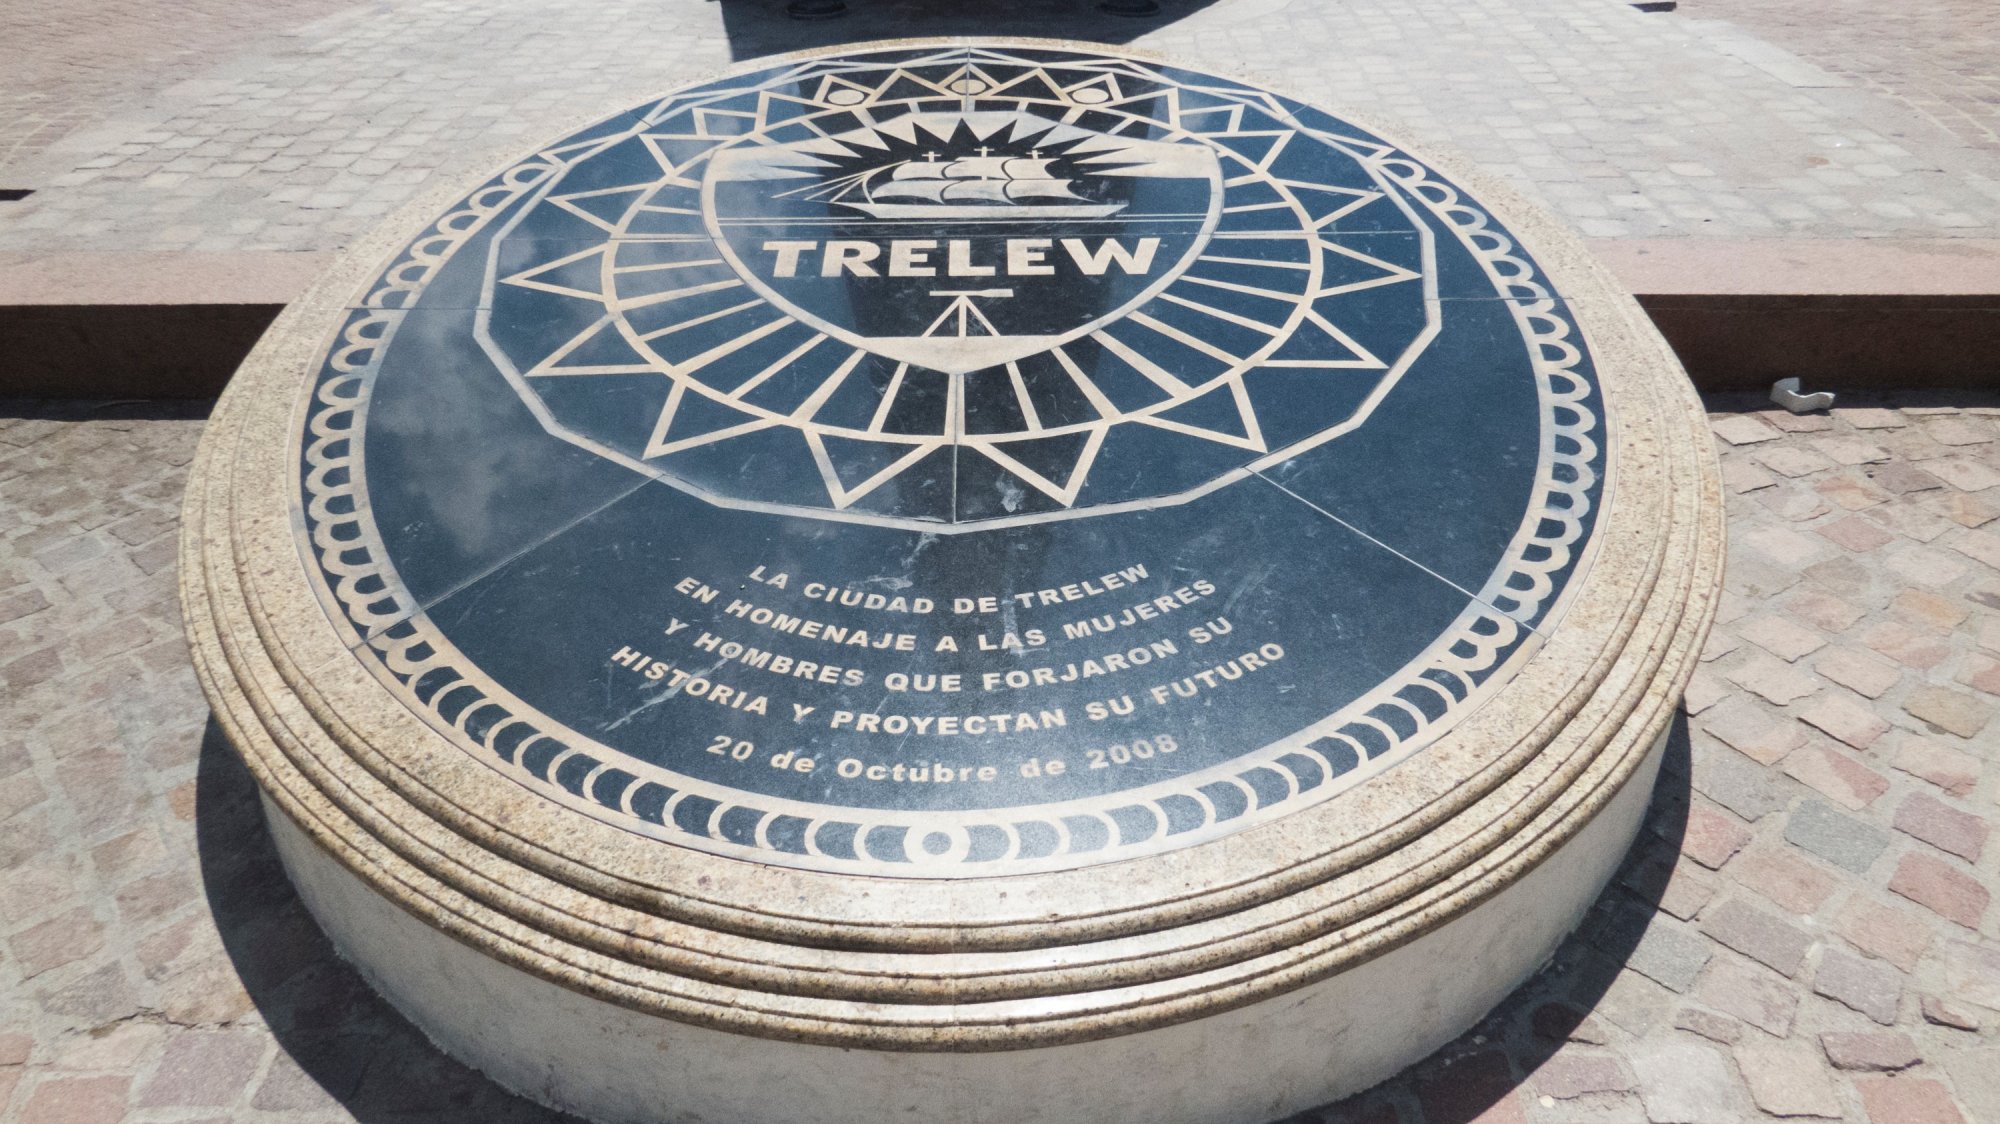 TRELEW
LA CIUDAD DE TRELEW
EN HOMENAJE A LAS MUJERES
Y HOMBRES QUE FORJARON SU
HISTORIA Y PROYECTAN SU FUTURO
20 de Octubre de 2008